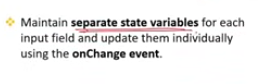 Maintain separate state variables for each
input field and update them individually
using the onChange event.